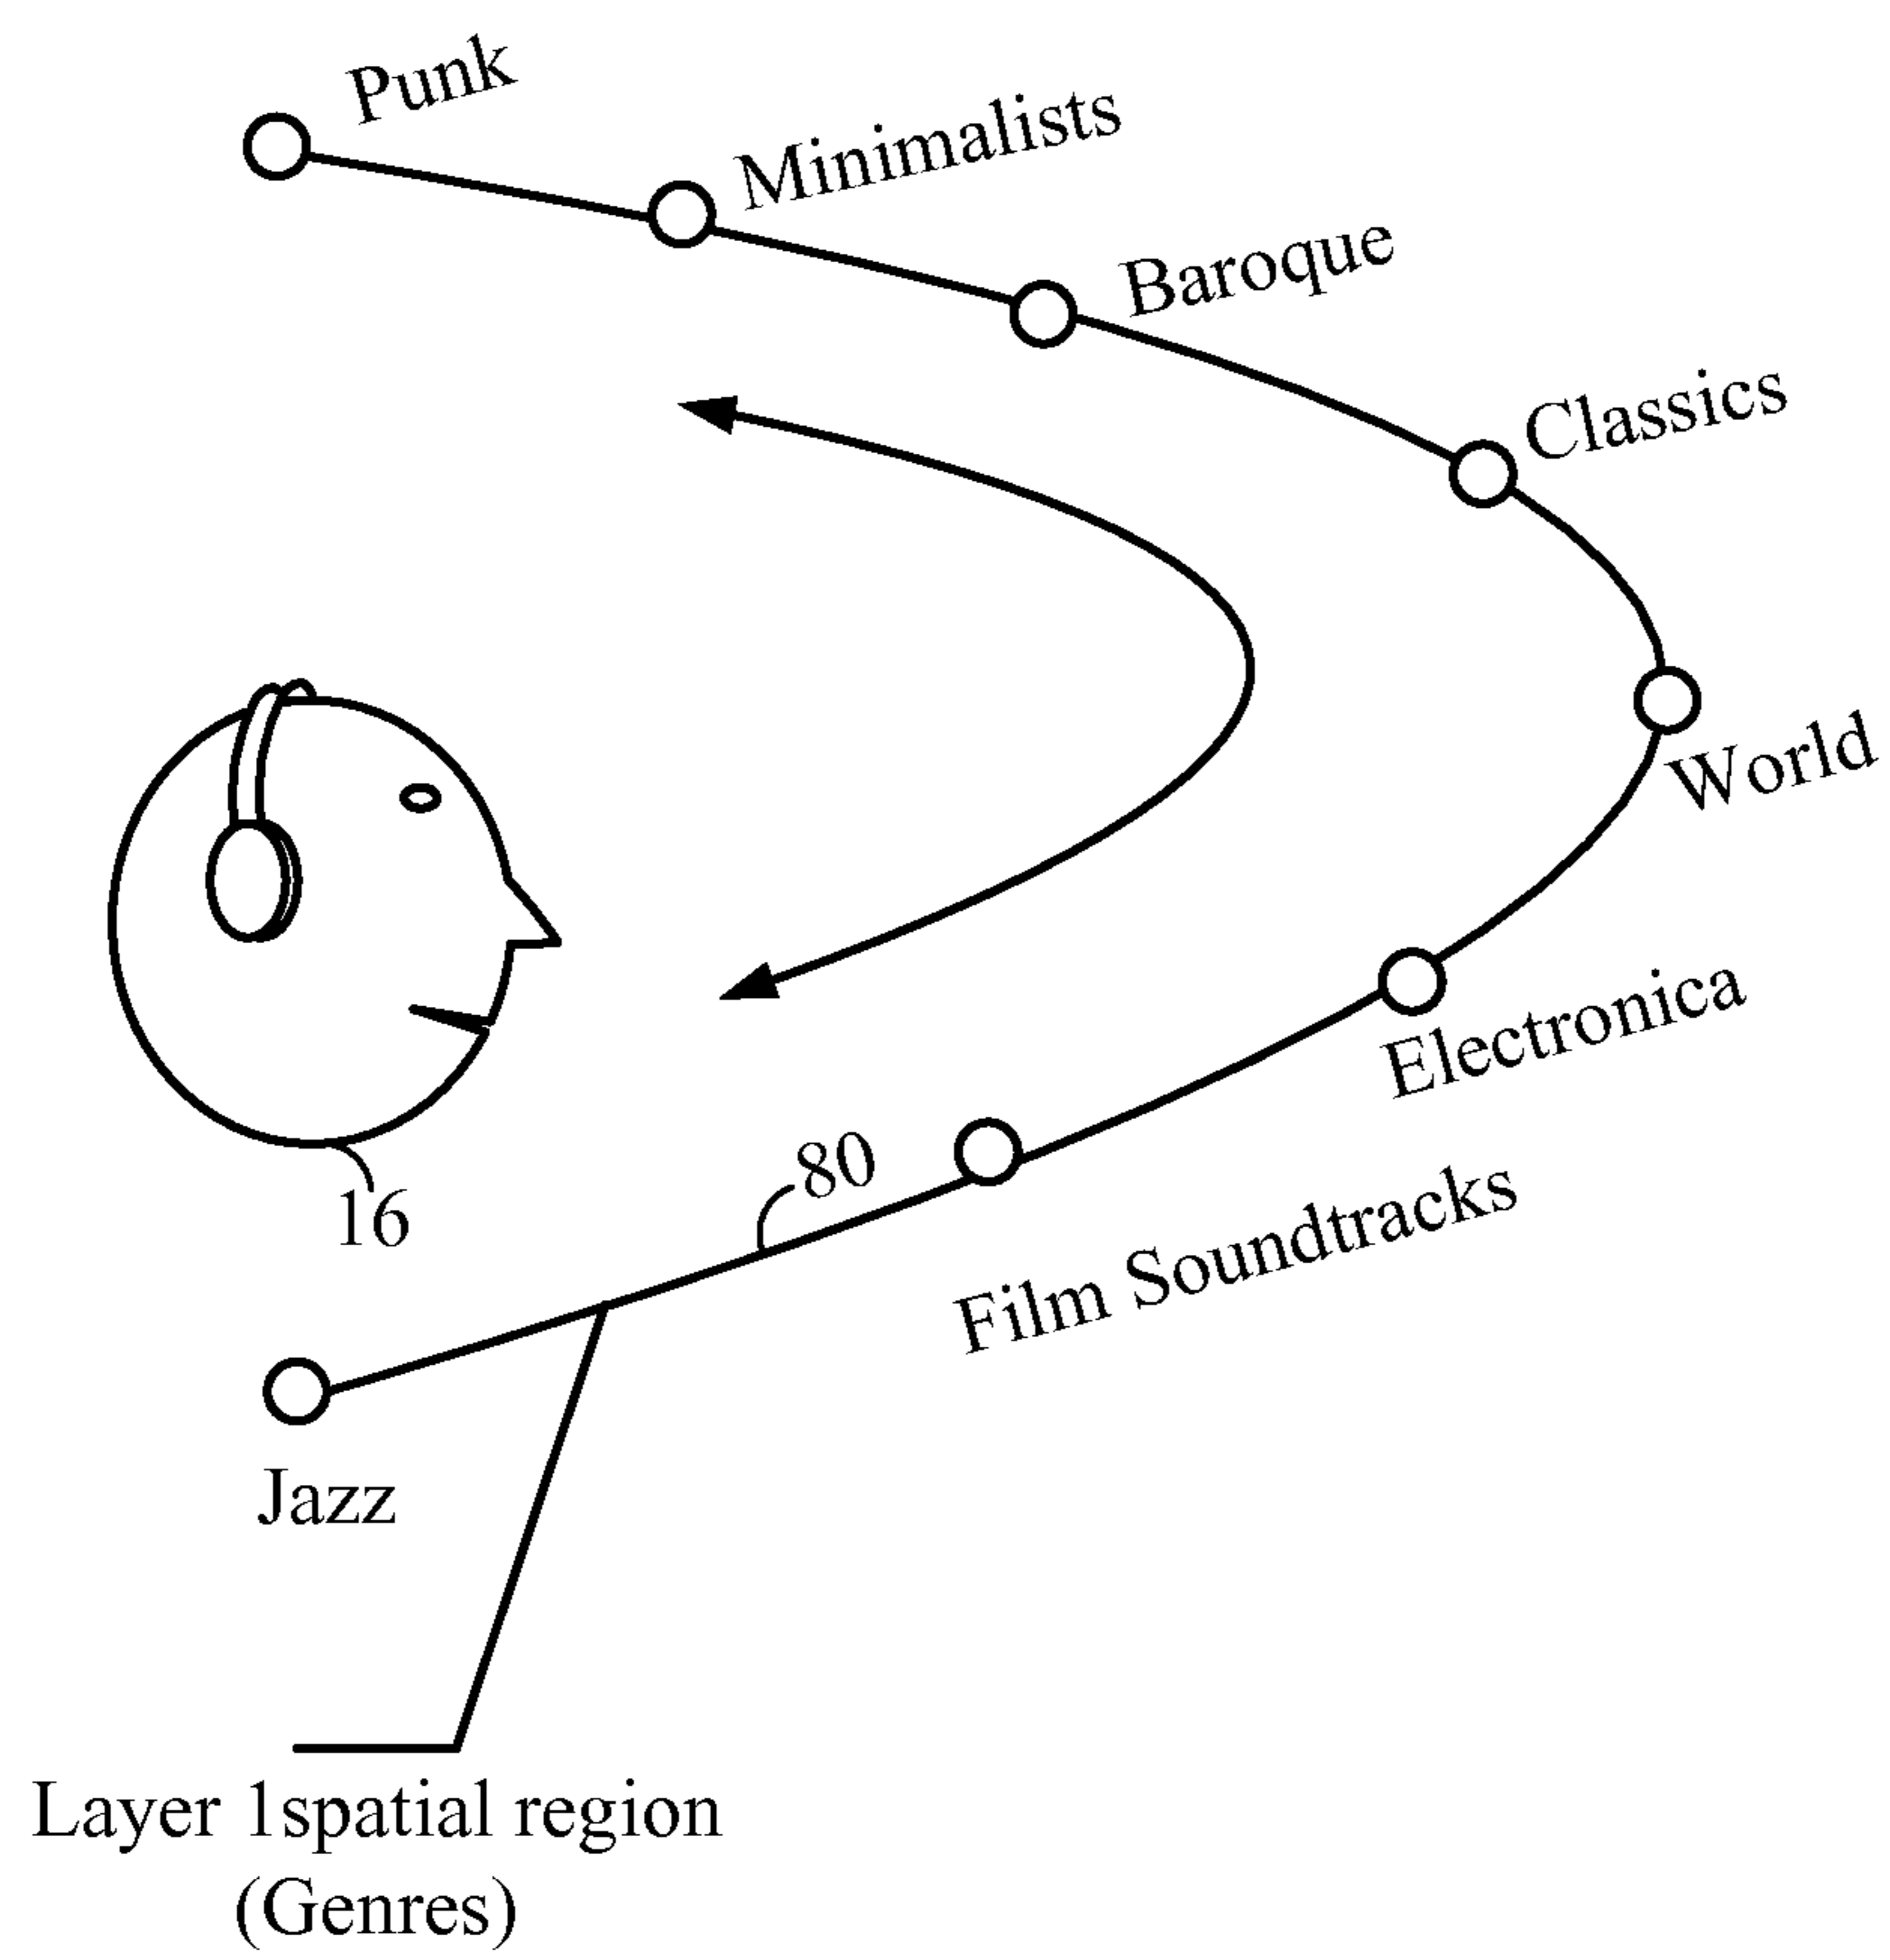 Punk
Minimalists
Baroque
Classics
World
Electronica
80
16
Film Soundtracks
Jazz
Layer 1spatial region
(Genres)